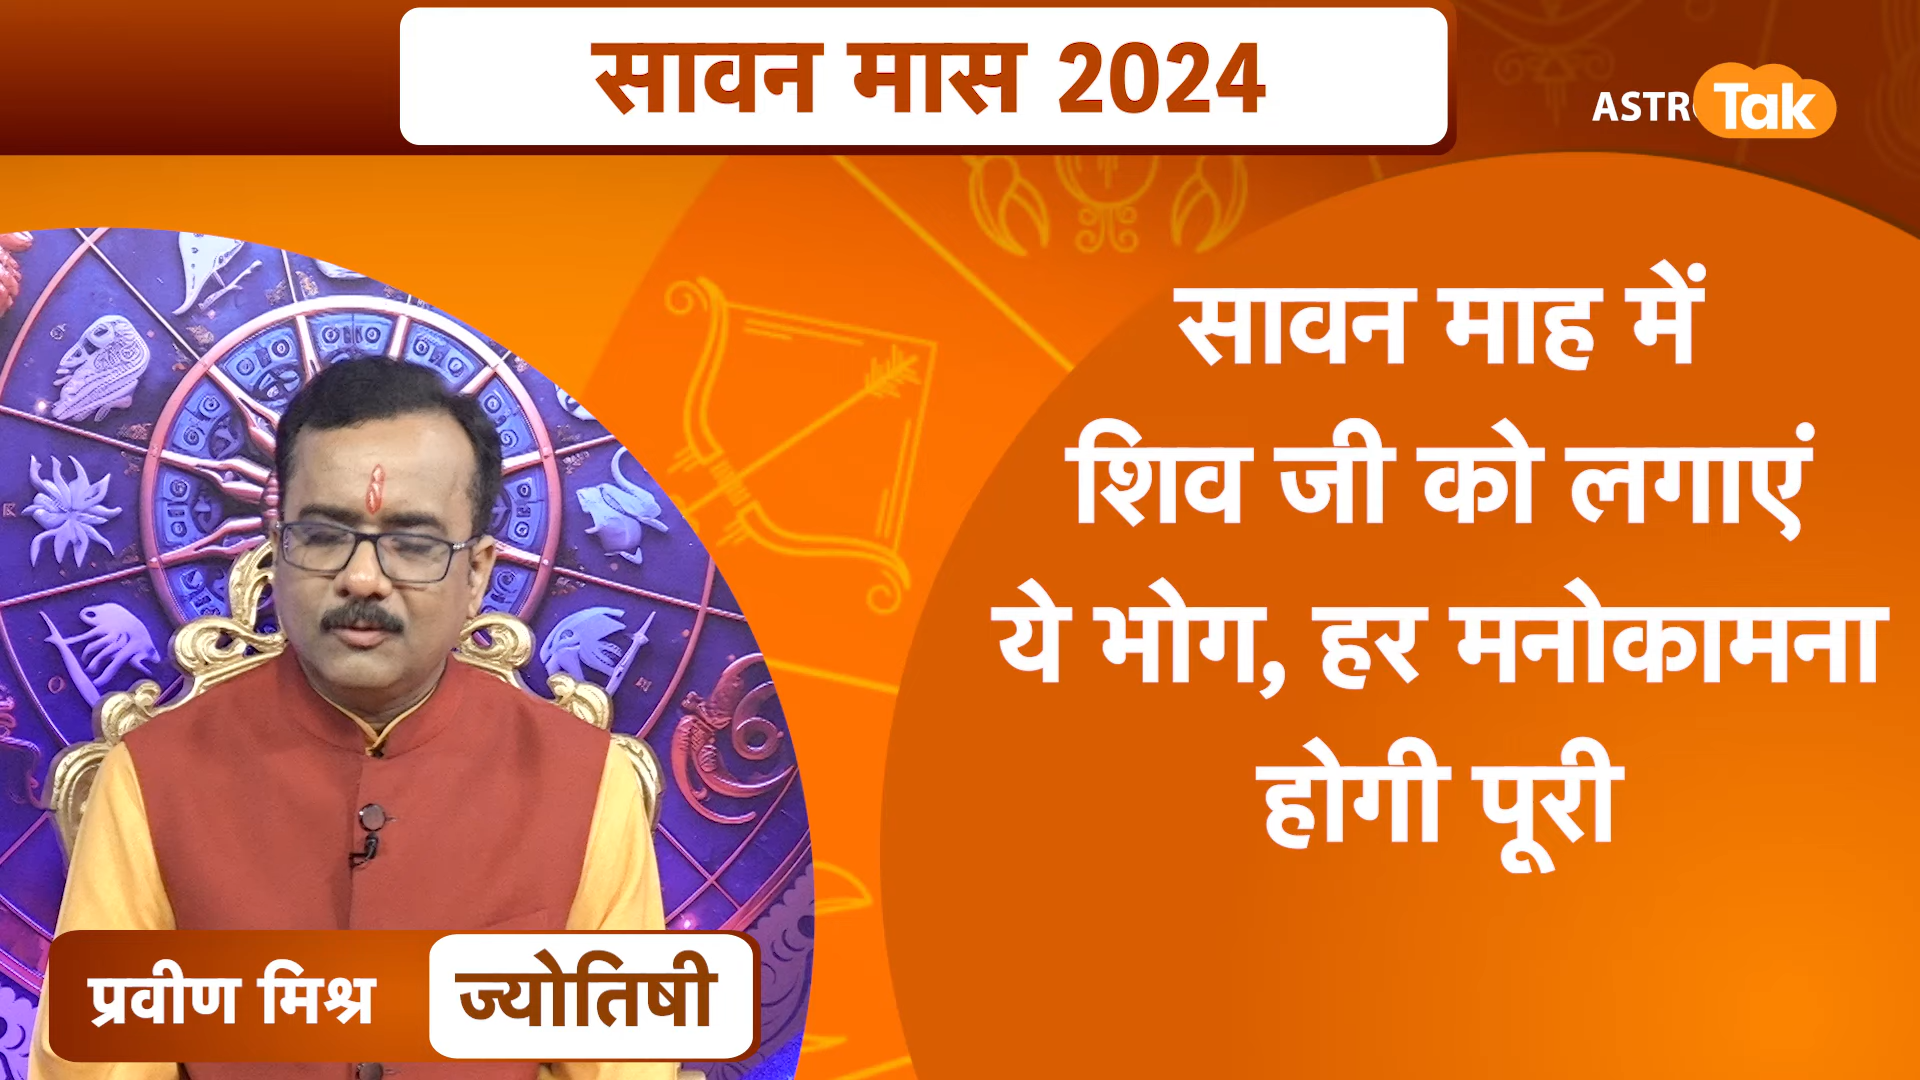 सावन मास 2024
ASTRO Tak
सावन माह में
शिव जी को लगाएं
ये भोग, हर मनोकामना
होगी पूरी
प्रवीण मिश्र
ज्योतिषी